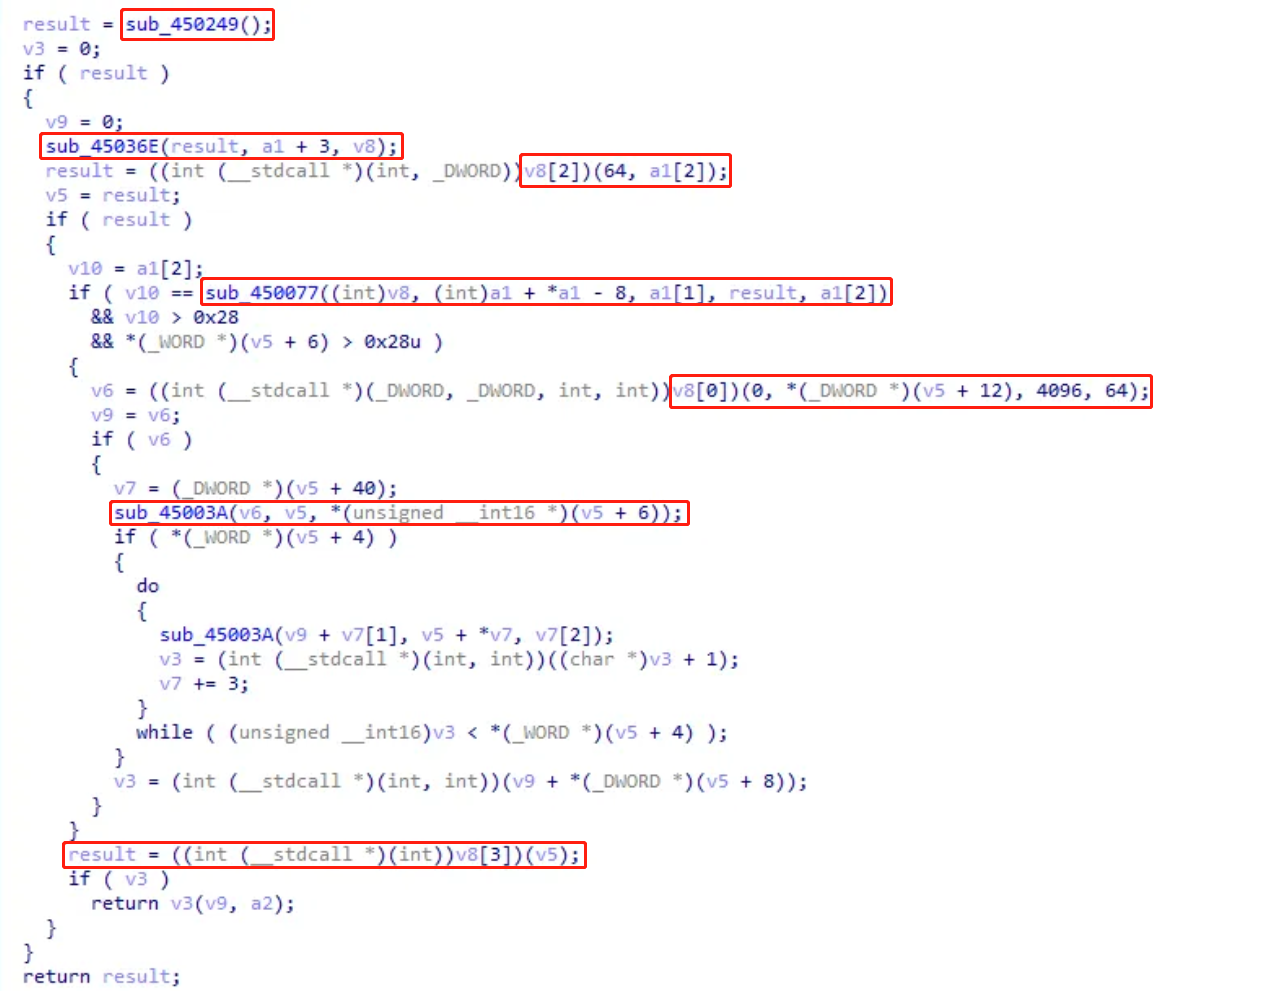 result = sub_450249();
v3 = 0;
if ( result )
{
v9 = 0;
sub_45036E(result, a1 + 3, v8);
result = ((int (__stdcall *)(int, _DWORD))v8[2])(64, a1[2]);
v5 = result;
if ( result )
{
v10 = a1[2];
if ( v10 == sub_450077((int)v8, (int)a1 + *a1 - 8, a1[1], result, a1[2])
&& v10 > 0x28
&& *(_WORD *)(v5 + 6) > 0x28u )
{
v6 = ((int (__stdcall *)(_DWORD, _DWORD, int, int))v8[0])(0, *(_DWORD *)(v5 + 12), 4096, 64);
v9 = v6;
if ( v6 )
{
v7 = (_DWORD *)(v5 + 40);
sub_45003A(v6, v5, *(unsigned __int16 *)(v5 + 6));
if ( *(_WORD *)(v5 + 4) )
{
do
{
sub_45003A(v9 + v7[1], v5 + *v7, v7[2]);
v3 = (int (__stdcall *)(int, int))((char *)v3 + 1);
v7 += 3;
}
while ( (unsigned __int16)v3 < *(_WORD *)(v5 + 4) );
}
v3 = (int (__stdcall *)(int, int))(v9 + *(_DWORD *)(v5 + 8));
}
}
result = ((int (__stdcall *)(int))v8[3])(v5);
if ( v3 )
return v3(v9, a2);
}
}
return result;